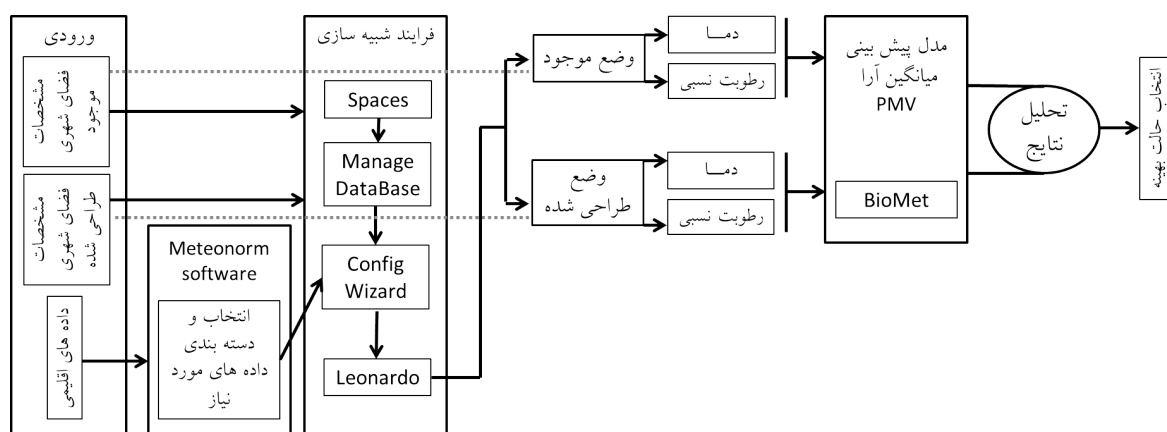 ورودی
مشخصات
فضای شهری
موجود
مشخصات
فضای شهری
طراحی شده
داده های اقلیمی
Meteonorm
software
انتخاب و
دسته بندی
داده های مورد
نیاز
فرایند شبیه سازی
Spaces
Manage
DataBase
Config
Wizard
Leonardo
وضع موجود
دمـــا
رطوبت نسبی
وضع
طراحی شده
دمـــا
رطوبت نسبی
مدل پیش بینی
میانگین آرا
PMV
BioMet
تحلیل
نتایج
انتخاب حالت بهینه